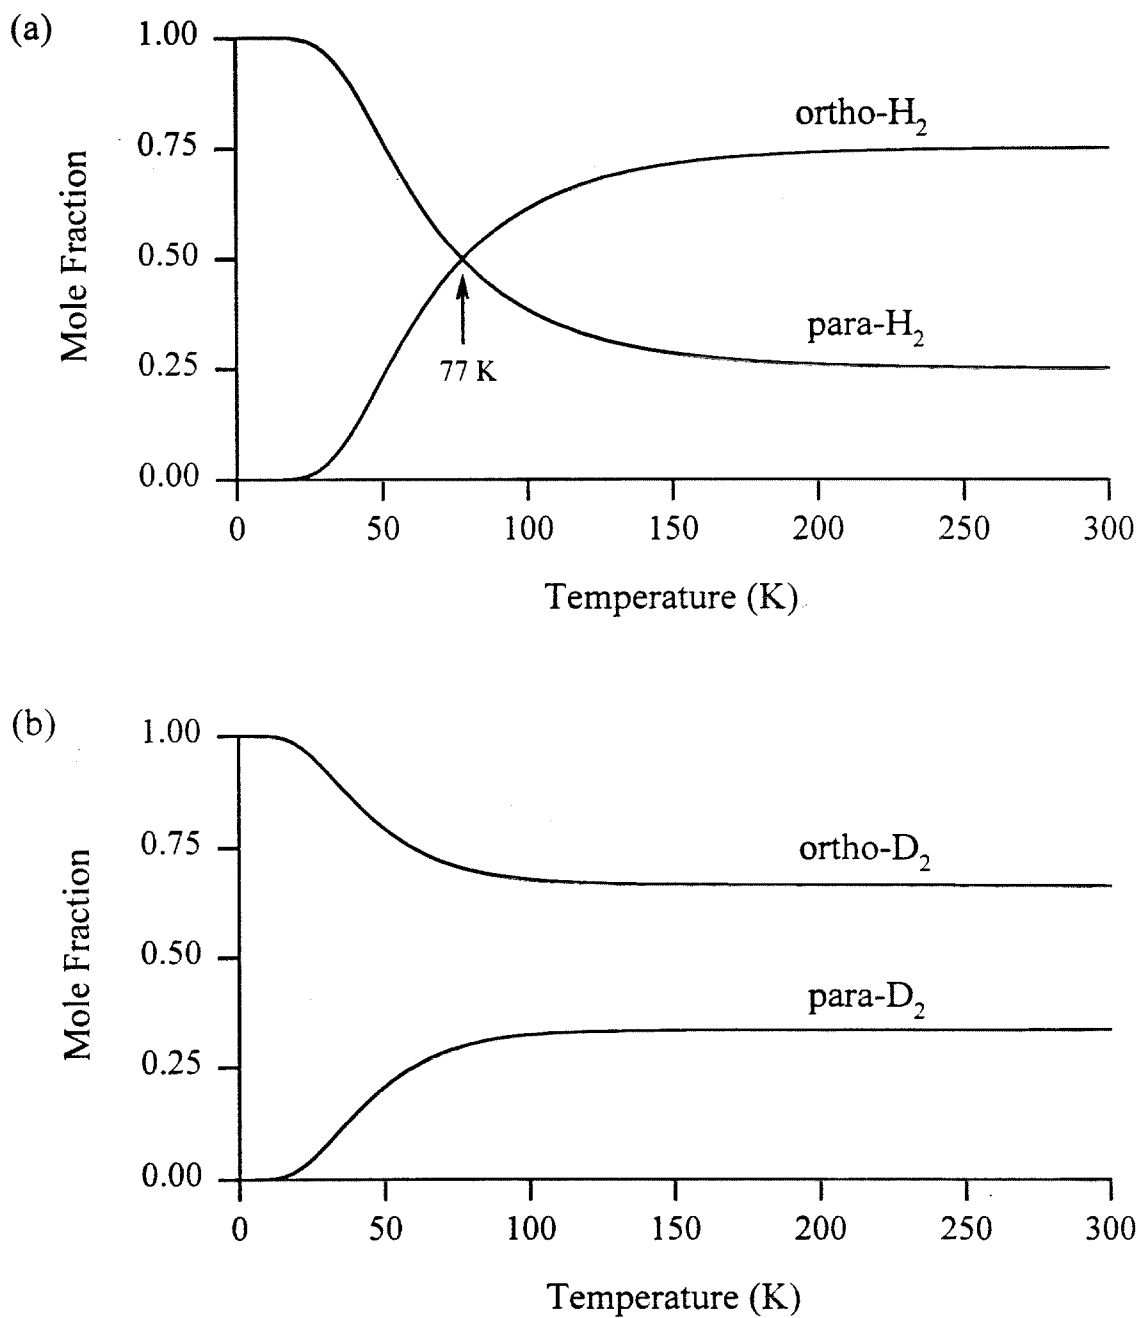 (a)
1.00
0.75
0.50
0.25
0.00
Mole Fraction
ortho-H2
para-H2
77 K
0 50 100 150 200 250 300
Temperature (K)
(b)
1.00
0.75
0.50
0.25
0.00
Mole Fraction
ortho-D2
para-D2
0 50 100 150 200 250 300
Temperature (K)